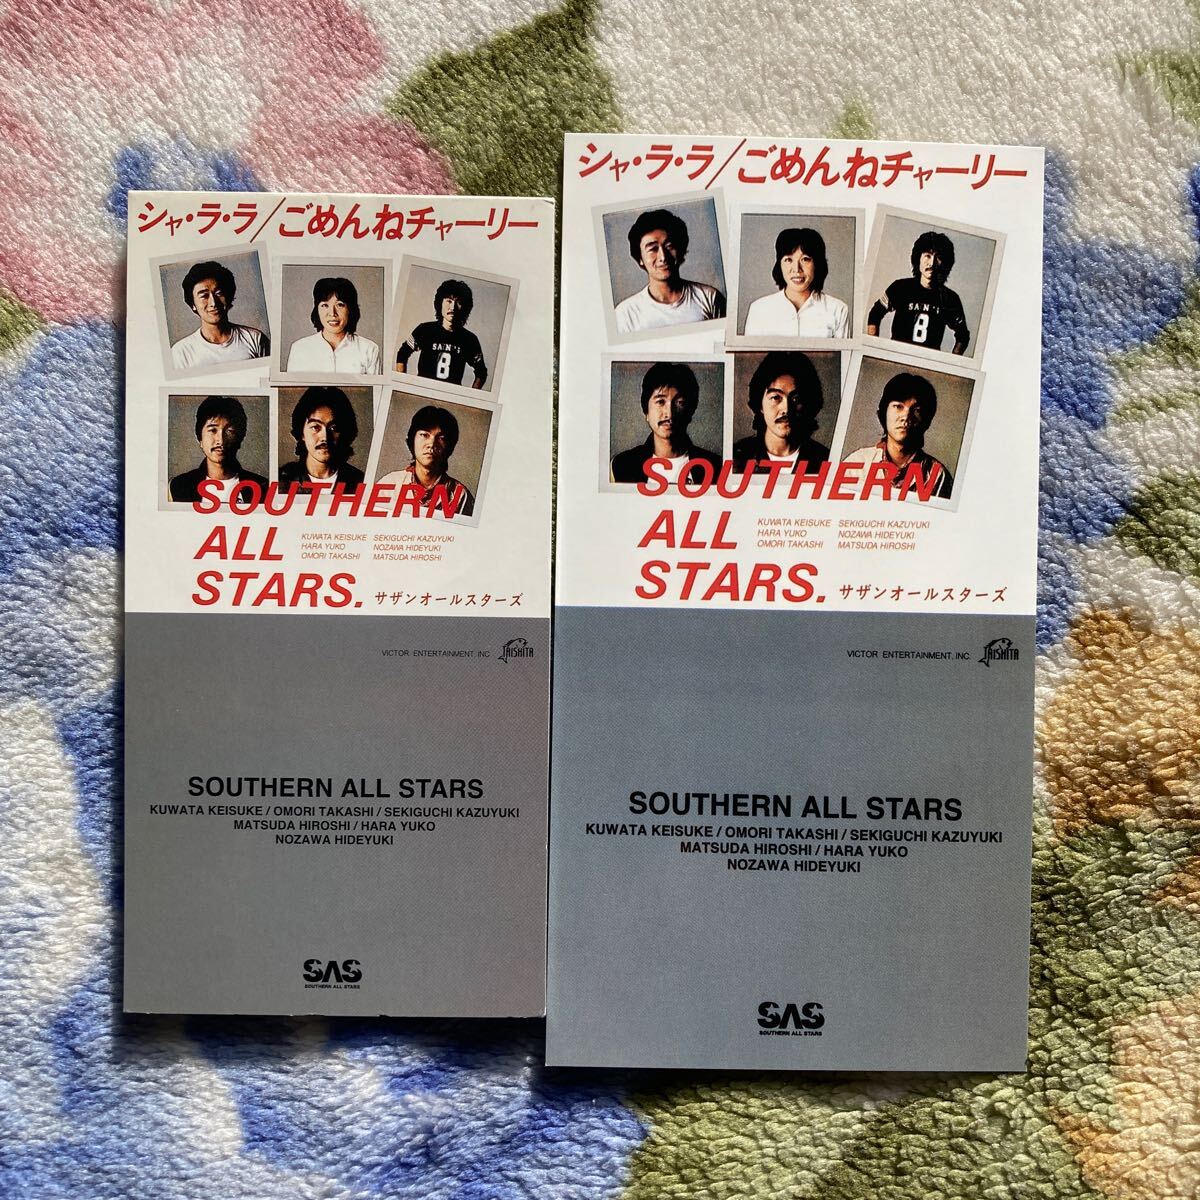 シャ・ラ・ラ/ごめんねチャーリー
SAINTS
8
SOUTHERN
ALL
STARS.
KUWATA KEISUKE SEKIGUCHI KAZUYUKI
HARA YUKO NOZAWA HIDEYUKI
OMORI TAKASHI MATSUDA HIROSHI
サザンオールスターズ
VICTOR ENTERTAINMENT, INC.
TAISHITA
SOUTHERN ALL STARS
KUWATA KEISUKE / OMORI TAKASHI / SEKIGUCHI KAZUYUKI
MATSUDA HIROSHI / HARA YUKO
NOZAWA HIDEYUKI
SAS
SOUTHERN ALL STARS
シャ・ラ・ラ/ごめんねチャーリー
SAINTS
8
SOUTHERN
ALL
STARS.
KUWATA KEISUKE SEKIGUCHI KAZUYUKI
HARA YUKO NOZAWA HIDEYUKI
OMORI TAKASHI MATSUDA HIROSHI
サザンオールスターズ
VICTOR ENTERTAINMENT, INC.
TAISHITA
SOUTHERN ALL STARS
KUWATA KEISUKE / OMORI TAKASHI / SEKIGUCHI KAZUYUKI
MATSUDA HIROSHI / HARA YUKO
NOZAWA HIDEYUKI
SAS
SOUTHERN ALL STARS